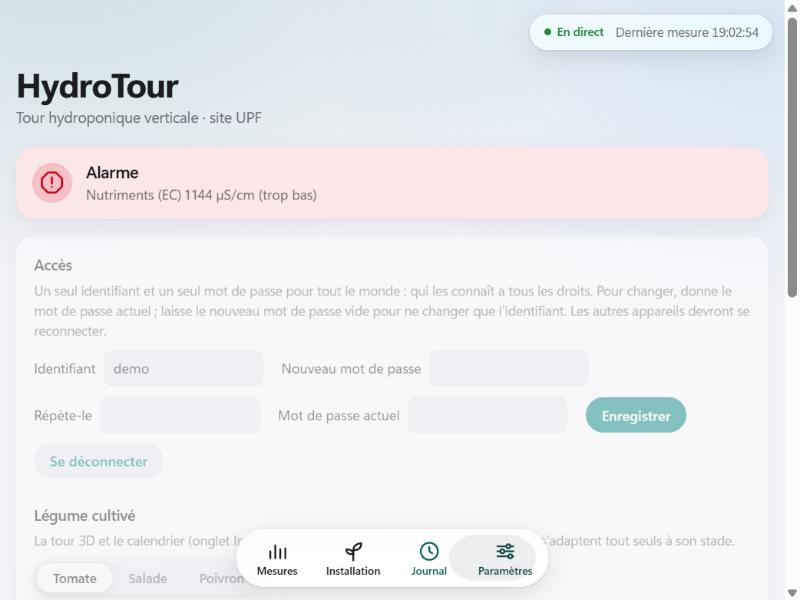 En direct Dernière mesure 19:02:54
HydroTour
Tour hydroponique verticale · site UPF
Alarme
Nutriments (EC) 1144 µS/cm (trop bas)
Accès
Un seul identifiant et un seul mot de passe pour tout le monde : qui les connaît a tous les droits. Pour changer, donne le
mot de passe actuel ; laisse le nouveau mot de passe vide pour ne changer que l'identifiant. Les autres appareils devront se
reconnecter.
Identifiant demo Nouveau mot de passe
Répète-le Mot de passe actuel Enregistrer
Se déconnecter
Légume cultivé
La tour 3D et le calendrier (onglet s'adaptent tout seuls à son stade.
Tomate Salade Poivron
Mesures Installation Journal Paramètres